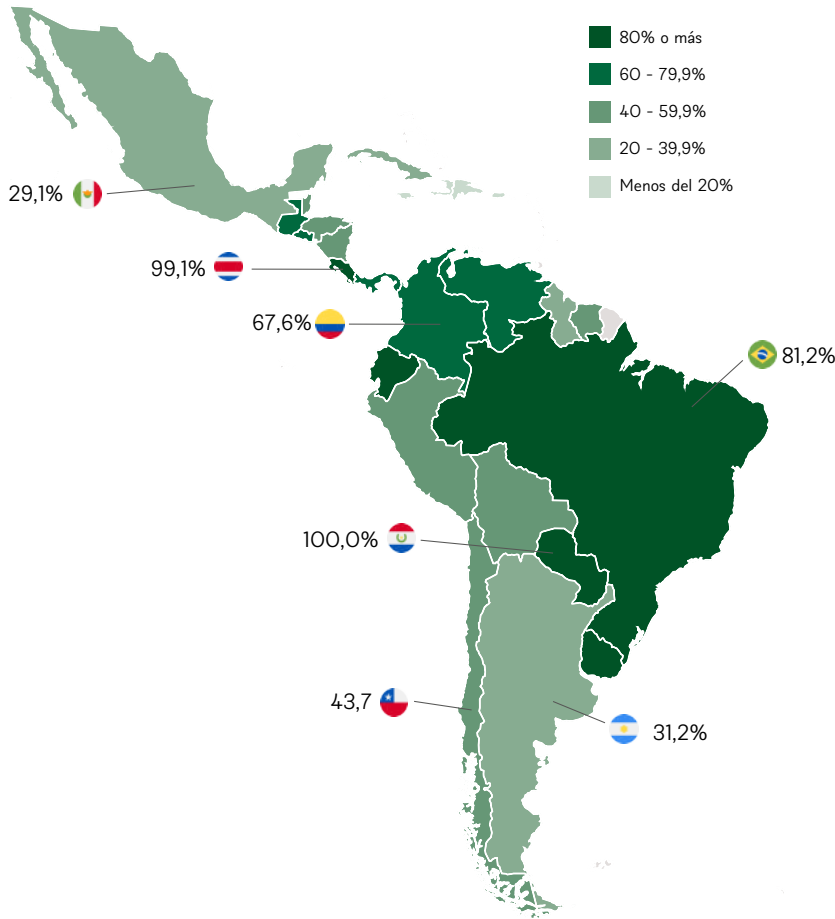 80% o más
60 - 79,9%
40 - 59,9%
20 - 39,9%
Menos del 20%
29,1%
99,1%
67,6%
81,2%
100,0%
43,7
31,2%